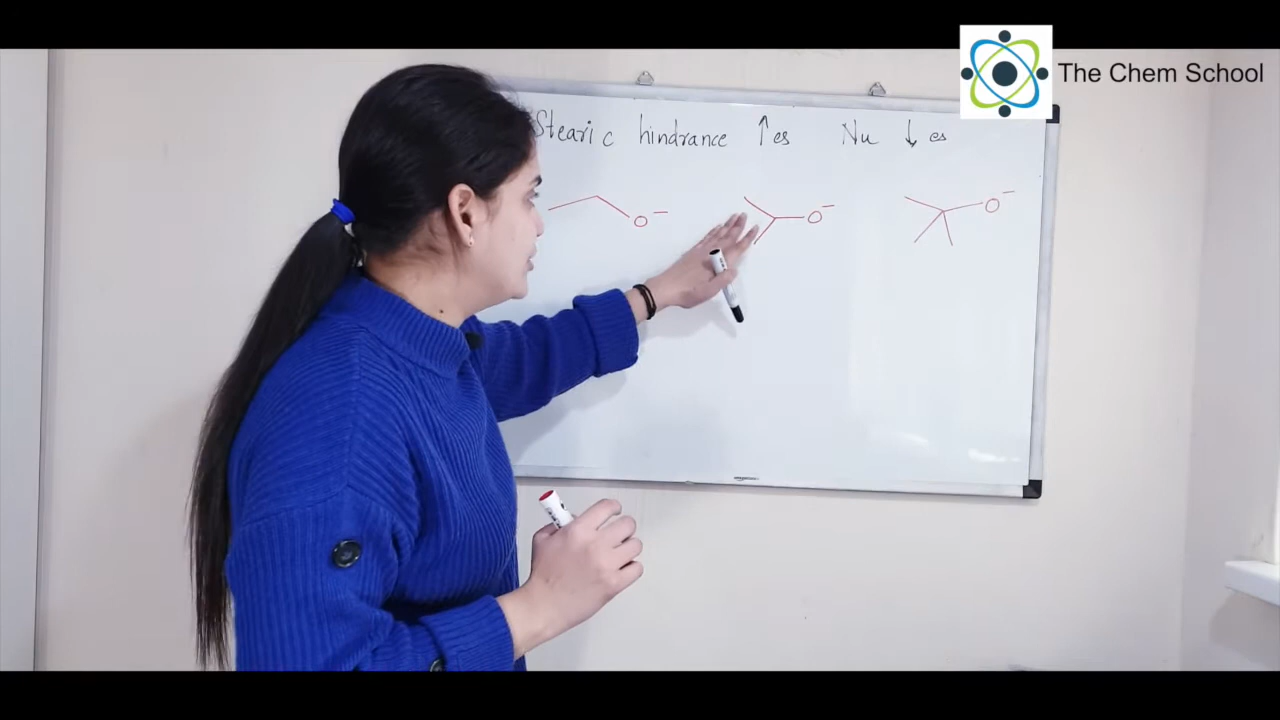 The Chem School
Stearic hindrance ↑es Nu ↓es
O⁻ O⁻ O⁻